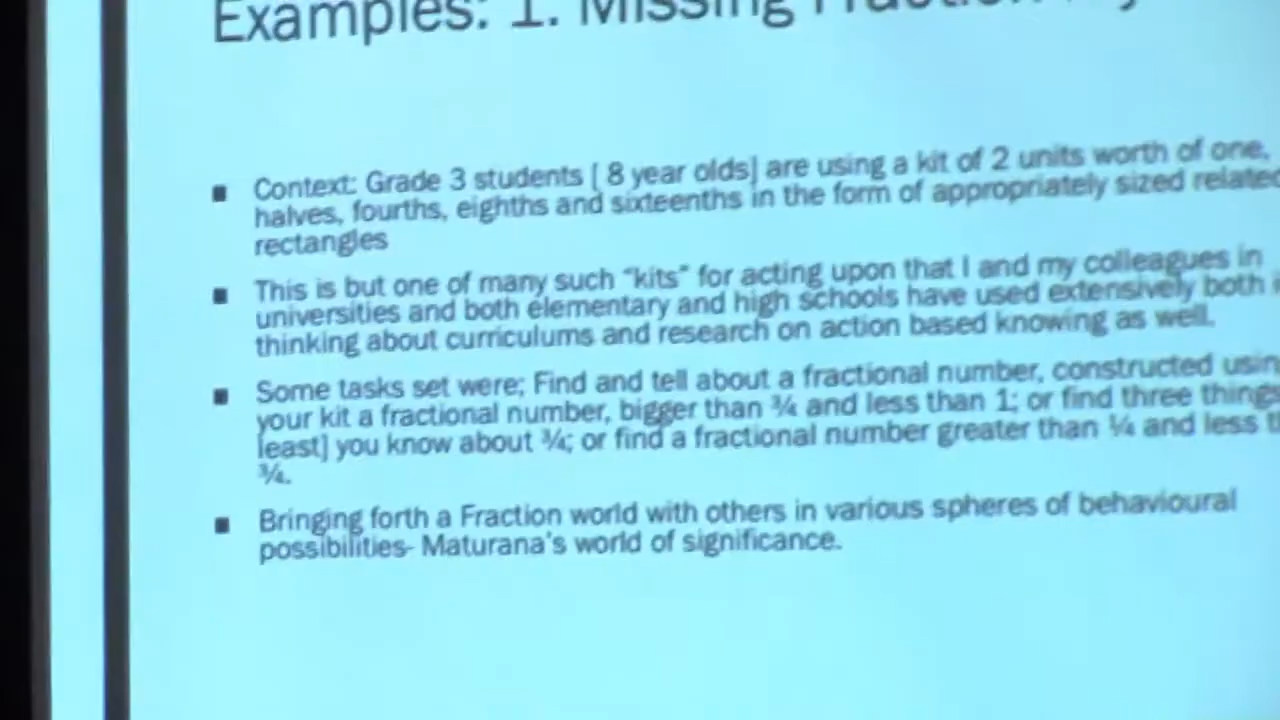 Examples: 1. Missing Fraction
Context: Grade 3 students [ 8 year olds] are using a kit of 2 units worth of one,
halves, fourths, eighths and sixteenths in the form of appropriately sized related
rectangles
This is but one of many such “kits” for acting upon that I and my colleagues in
universities and both elementary and high schools have used extensively both
thinking about curriculums and research on action based knowing as well.
Some tasks set were; Find and tell about a fractional number, constructed using
your kit a fractional number, bigger than ¾ and less than 1; or find three things
least] you know about ¾; or find a fractional number greater than ¼ and less
¾.
Bringing forth a Fraction world with others in various spheres of behavioural
possibilities- Maturana's world of significance.